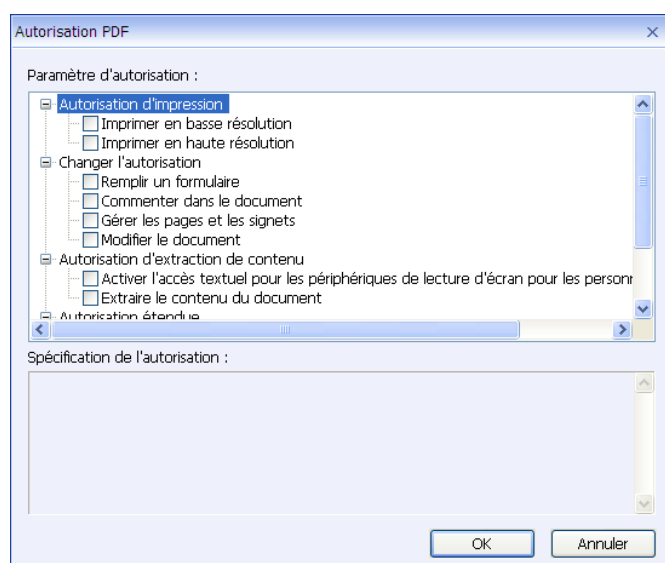 Autorisation PDF
Paramètre d'autorisation :
Autorisation d'impression
Imprimer en basse résolution
Imprimer en haute résolution
Changer l'autorisation
Remplir un formulaire
Commenter dans le document
Gérer les pages et les signets
Modifier le document
Autorisation d'extraction de contenu
Activer l'accès textuel pour les périphériques de lecture d'écran pour les personn
Extraire le contenu du document
Autorisation étendue
Spécification de l'autorisation :
OK Annuler